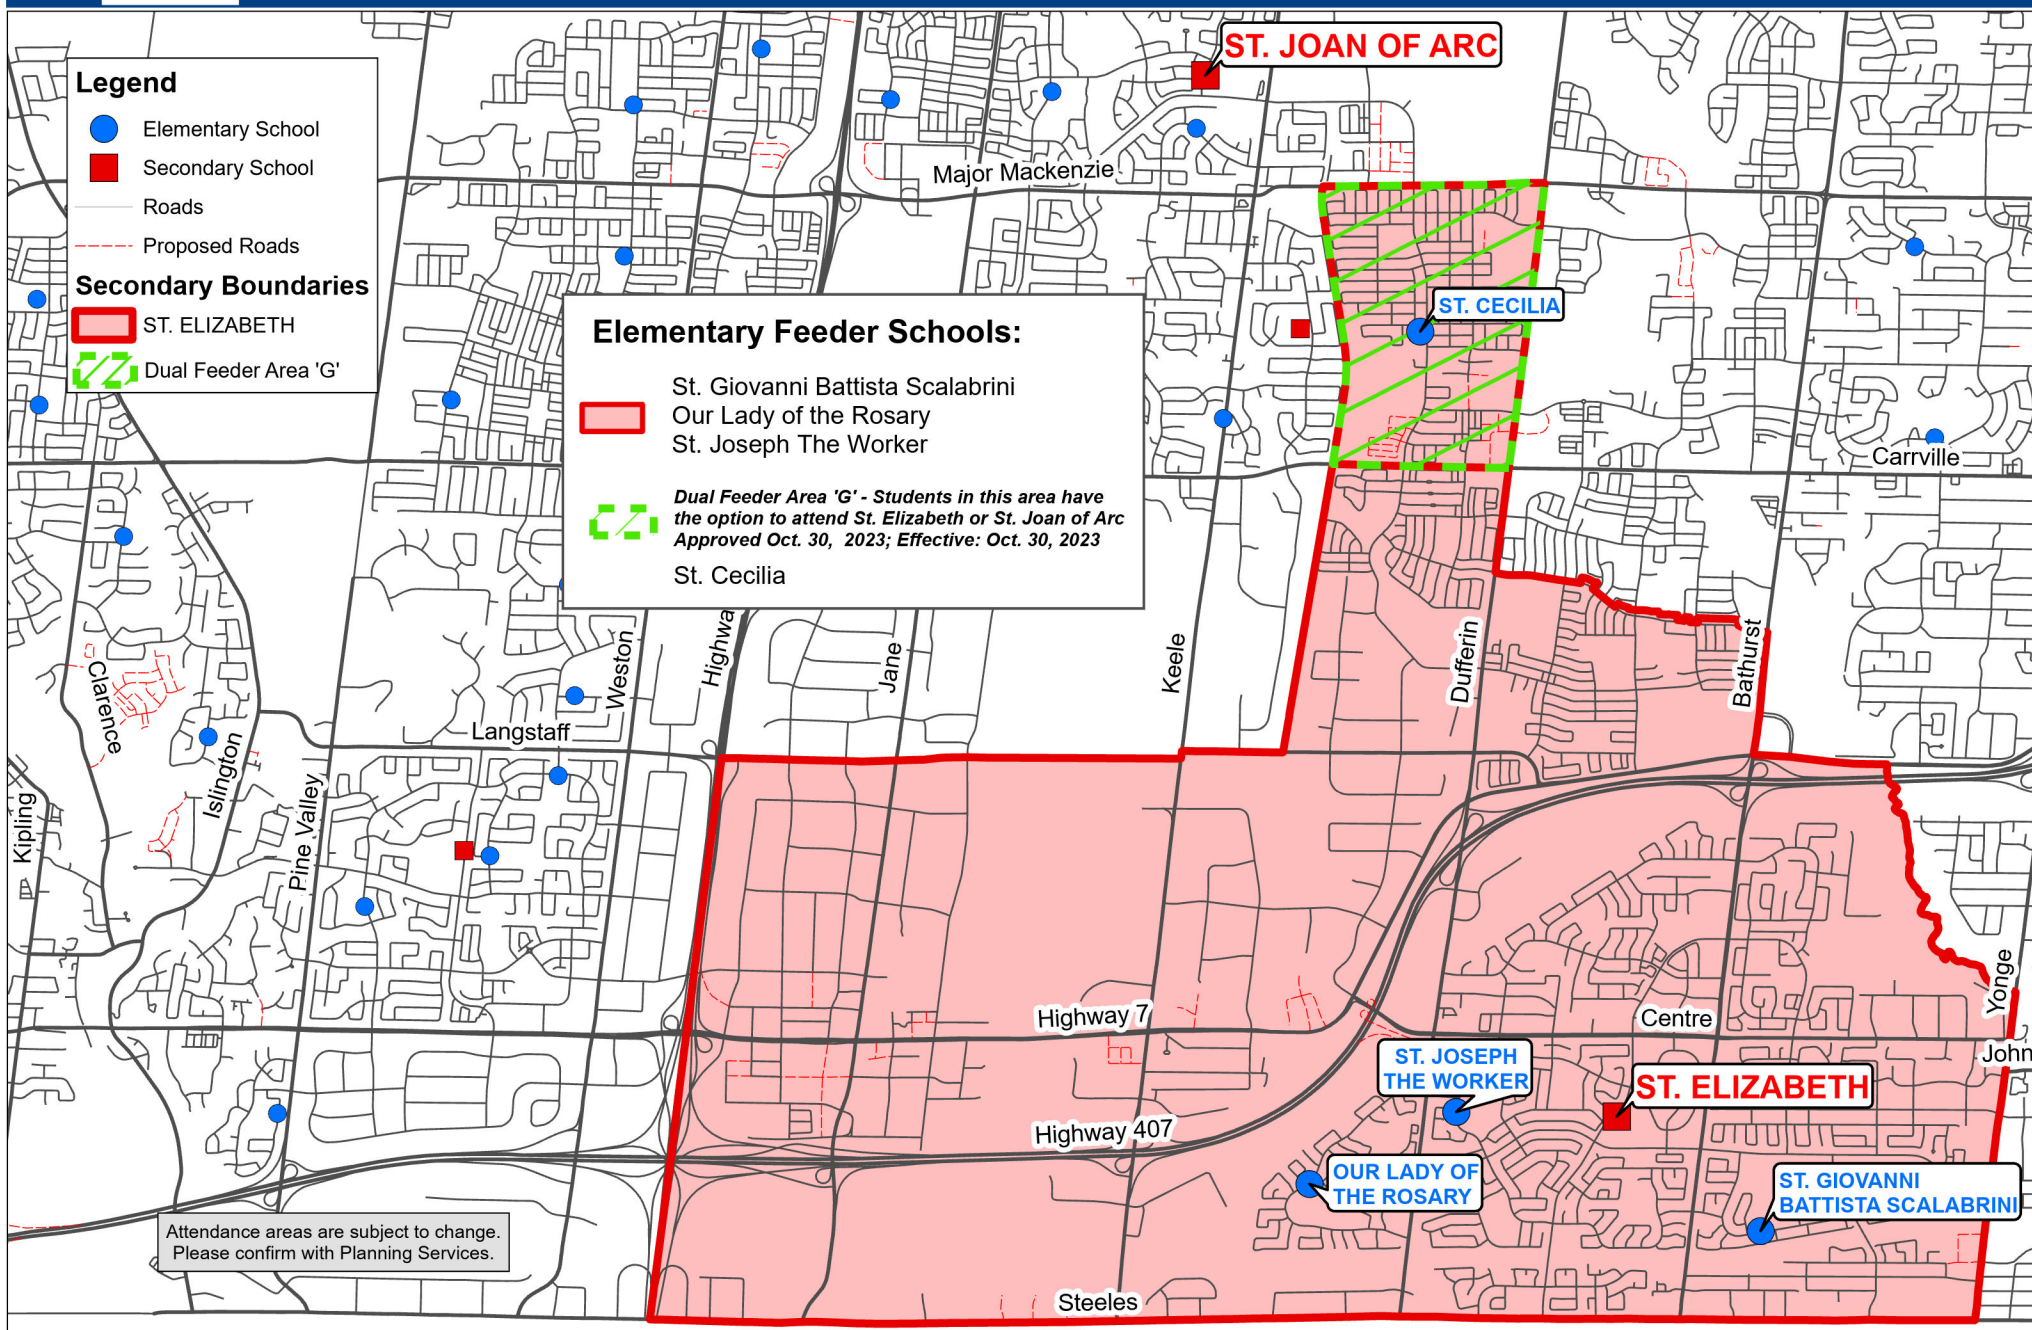 ST. JOAN OF ARC
Legend
Elementary School
Secondary School
Roads
Proposed Roads
Secondary Boundaries
ST. ELIZABETH
Dual Feeder Area 'G'
Major Mackenzie
ST. CECILIA
Elementary Feeder Schools:
St. Giovanni Battista Scalabrini
Our Lady of the Rosary
St. Joseph The Worker
Dual Feeder Area 'G' - Students in this area have
the option to attend St. Elizabeth or St. Joan of Arc
Approved Oct. 30, 2023; Effective: Oct. 30, 2023
St. Cecilia
Carrville
Clarence
Islington
Kipling
Pine Valley
Langstaff
Weston
Highwa
Jane
Keele
Dufferin
Bathurst
Yonge
John
Highway 7
Centre
Highway 407
ST. JOSEPH
THE WORKER
ST. ELIZABETH
OUR LADY OF
THE ROSARY
ST. GIOVANNI
BATTISTA SCALABRINI
Attendance areas are subject to change.
Please confirm with Planning Services.
Steeles